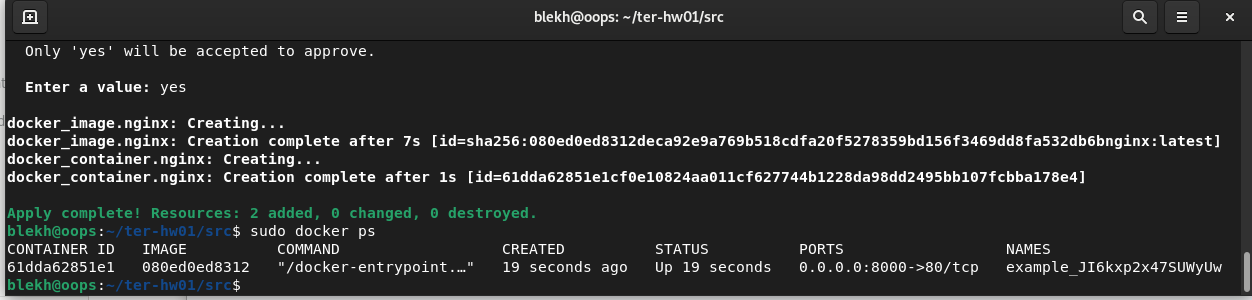 blekh@oops: ~/ter-hw01/src
Only 'yes' will be accepted to approve.
Enter a value: yes
docker_image.nginx: Creating...
docker_image.nginx: Creation complete after 7s [id=sha256:080ed0ed8312deca92e9a769b518cdfa20f5278359bd156f3469dd8fa532db6bnginx:latest]
docker_container.nginx: Creating...
docker_container.nginx: Creation complete after 1s [id=61dda62851e1cf0e10824aa011cf627744b1228da98dd2495bb107fcbba178e4]
Apply complete! Resources: 2 added, 0 changed, 0 destroyed.
blekh@oops:~/ter-hw01/src$ sudo docker ps
CONTAINER ID   IMAGE          COMMAND                  CREATED          STATUS          PORTS                  NAMES
61dda62851e1   080ed0ed8312   "/docker-entrypoint.…"   19 seconds ago   Up 19 seconds   0.0.0.0:8000->80/tcp   example_JI6kxp2x47SUWyUw
blekh@oops:~/ter-hw01/src$